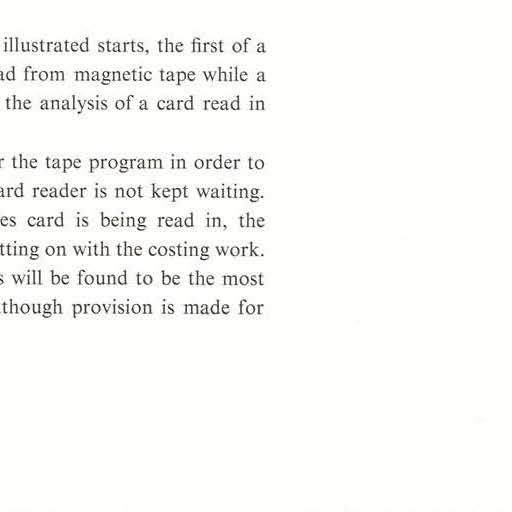 illustrated starts, the first of a
ad from magnetic tape while a
the analysis of a card read in
r the tape program in order to
ard reader is not kept waiting.
es card is being read in, the
tting on with the costing work.
s will be found to be the most
though provision is made for